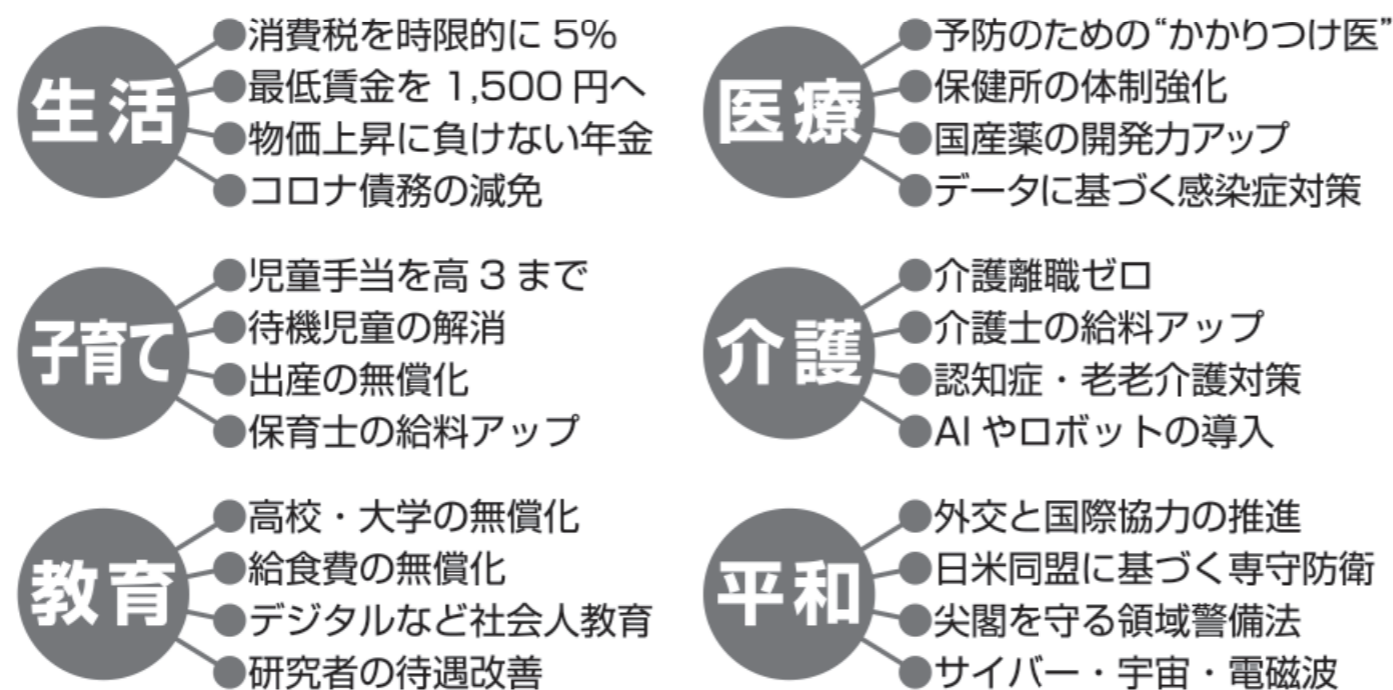 生活
消費税を時限的に 5%
最低賃金を 1,500 円へ
物価上昇に負けない年金
コロナ債務の減免
医療
予防のための“かかりつけ医”
保健所の体制強化
国産薬の開発力アップ
データに基づく感染症対策
子育て
児童手当を高 3 まで
待機児童の解消
出産の無償化
保育士の給料アップ
介護
介護離職ゼロ
介護士の給料アップ
認知症・老老介護対策
AI やロボットの導入
教育
高校・大学の無償化
給食費の無償化
デジタルなど社会人教育
研究者の待遇改善
平和
外交と国際協力の推進
日米同盟に基づく専守防衛
尖閣を守る領域警備法
サイバー・宇宙・電磁波